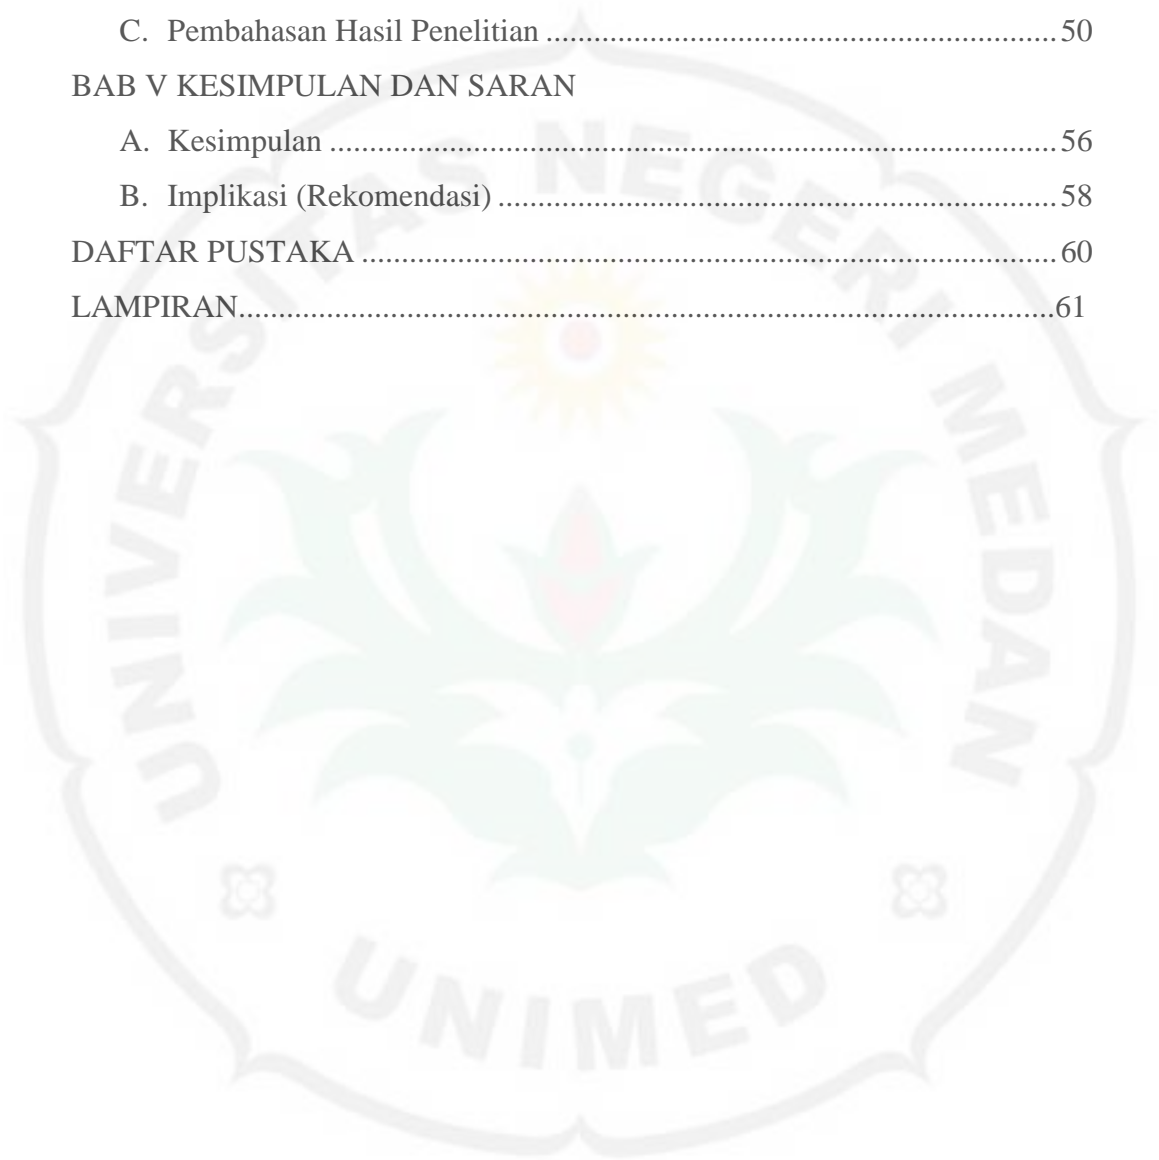 C. Pembahasan Hasil Penelitian ................................................................. 50
BAB V KESIMPULAN DAN SARAN
A. Kesimpulan ............................................................................................ 56
B. Implikasi (Rekomendasi) ....................................................................... 58
DAFTAR PUSTAKA ........................................................................................ 60
LAMPIRAN........................................................................................................61
UNIVERSITAS NEGERI MEDAN
UNIMED